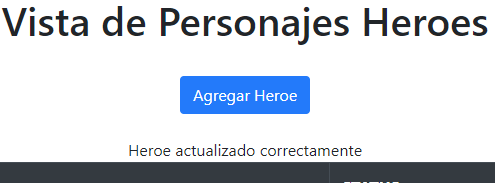 Vista de Personajes Heroes
Agregar Heroe
Heroe actualizado correctamente